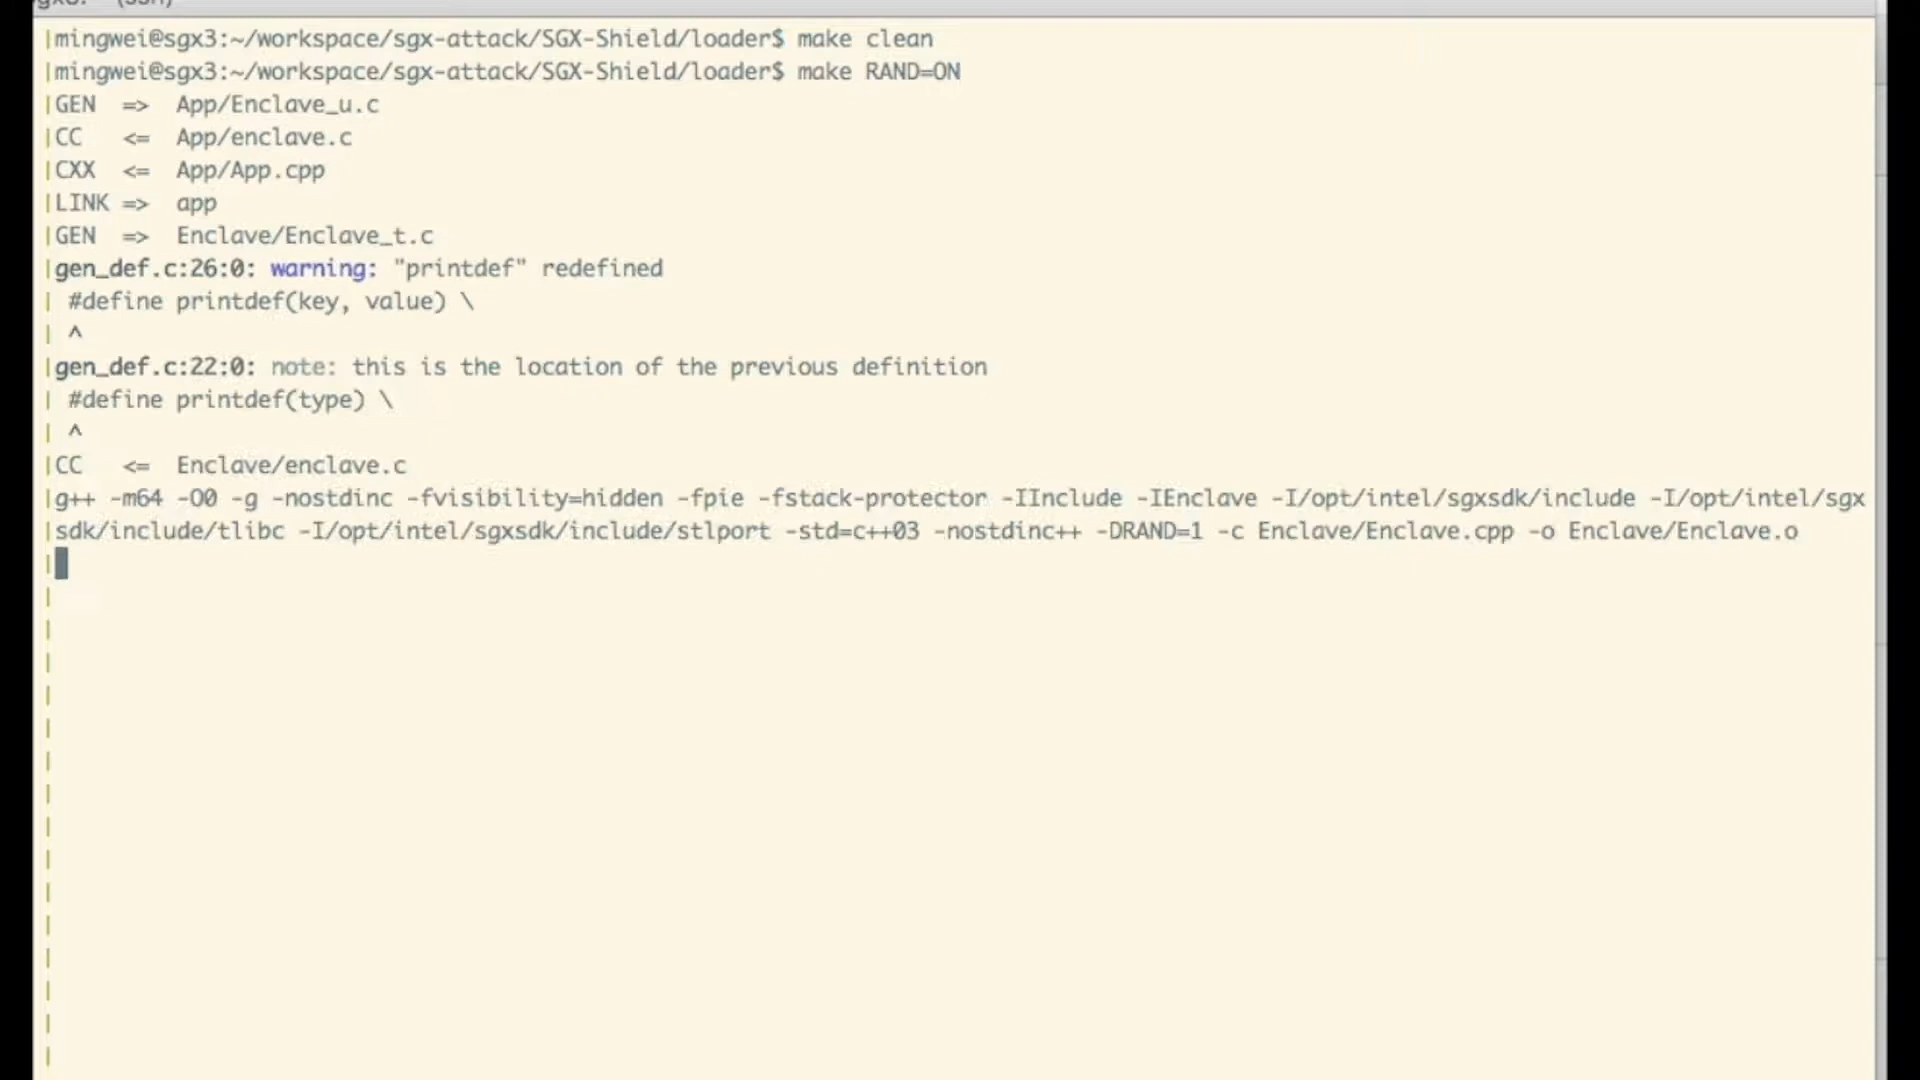 mingwei@sgx3:~/workspace/sgx-attack/SGX-Shield/loader$ make clean
mingwei@sgx3:~/workspace/sgx-attack/SGX-Shield/loader$ make RAND=ON
GEN => App/Enclave_u.c
CC <= App/enclave.c
CXX <= App/App.cpp
LINK => app
GEN => Enclave/Enclave_t.c
gen_def.c:26:0: warning: "printdef" redefined
#define printdef(key, value) \
^
gen_def.c:22:0: note: this is the location of the previous definition
#define printdef(type) \
^
CC <= Enclave/enclave.c
g++ -m64 -O0 -g -nostdinc -fvisibility=hidden -fpie -fstack-protector -IInclude -IEnclave -I/opt/intel/sgxsdk/include -I/opt/intel/sgx
sdk/include/tlibc -I/opt/intel/sgxsdk/include/stlport -std=c++03 -nostdinc++ -DRAND=1 -c Enclave/Enclave.cpp -o Enclave/Enclave.o